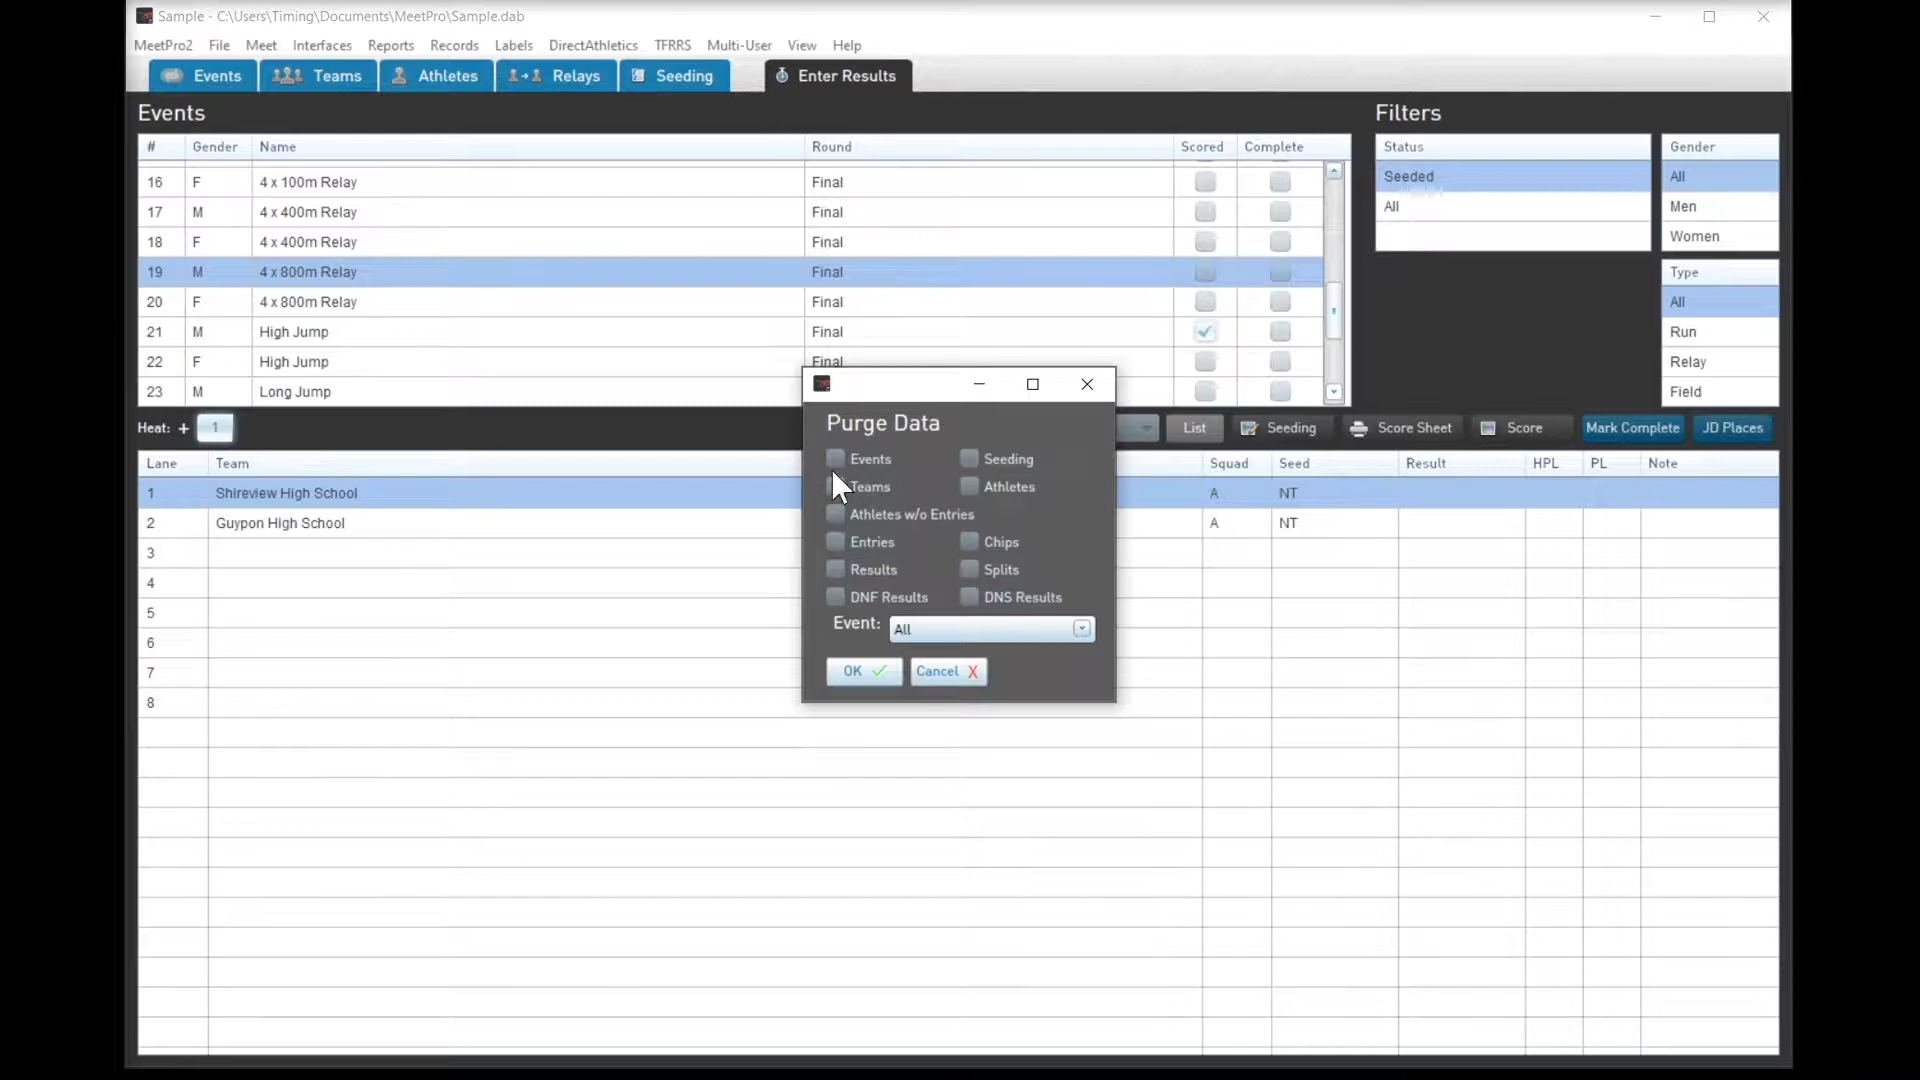 Sample - C:\Users\Timing\Documents\MeetPro\Sample.dab
MeetPro2 File Meet Interfaces Reports Records Labels DirectAthletics TFRRS Multi-User View Help
Events Teams Athletes Relays Seeding Enter Results
Events
# Gender Name Round Scored Complete
16 F 4 x 100m Relay Final
17 M 4 x 400m Relay Final
18 F 4 x 400m Relay Final
19 M 4 x 800m Relay Final
20 F 4 x 800m Relay Final
21 M High Jump Final
22 F High Jump Final
23 M Long Jump
Filters
Status
Seeded
All
Gender
All
Men
Women
Type
All
Run
Relay
Field
Heat: + 1
List Seeding Score Sheet Score Mark Complete JD Places
Lane Team Squad Seed Result HPL PL Note
1 Shireview High School A NT
2 Guypon High School A NT
3
4
5
6
7
8
Purge Data
Events Seeding
Teams Athletes
Athletes w/o Entries
Entries Chips
Results Splits
DNF Results DNS Results
Event: All
OK Cancel X